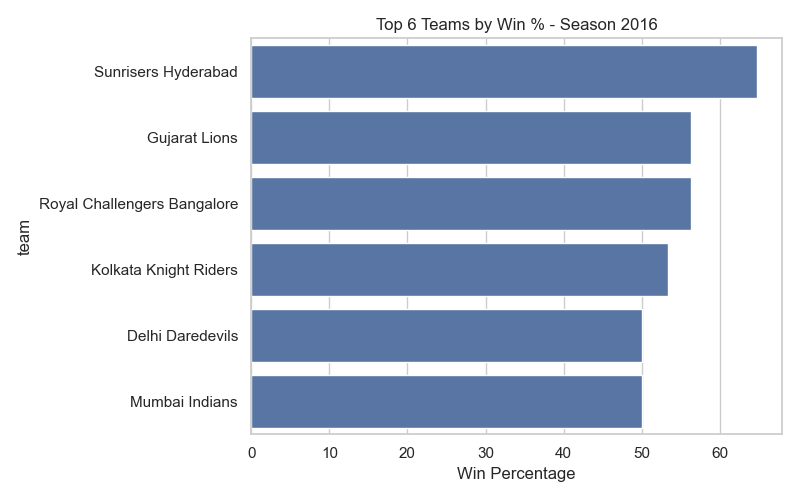 Top 6 Teams by Win % - Season 2016
Sunrisers Hyderabad
Gujarat Lions
Royal Challengers Bangalore
Kolkata Knight Riders
Delhi Daredevils
Mumbai Indians
team
0 10 20 30 40 50 60
Win Percentage